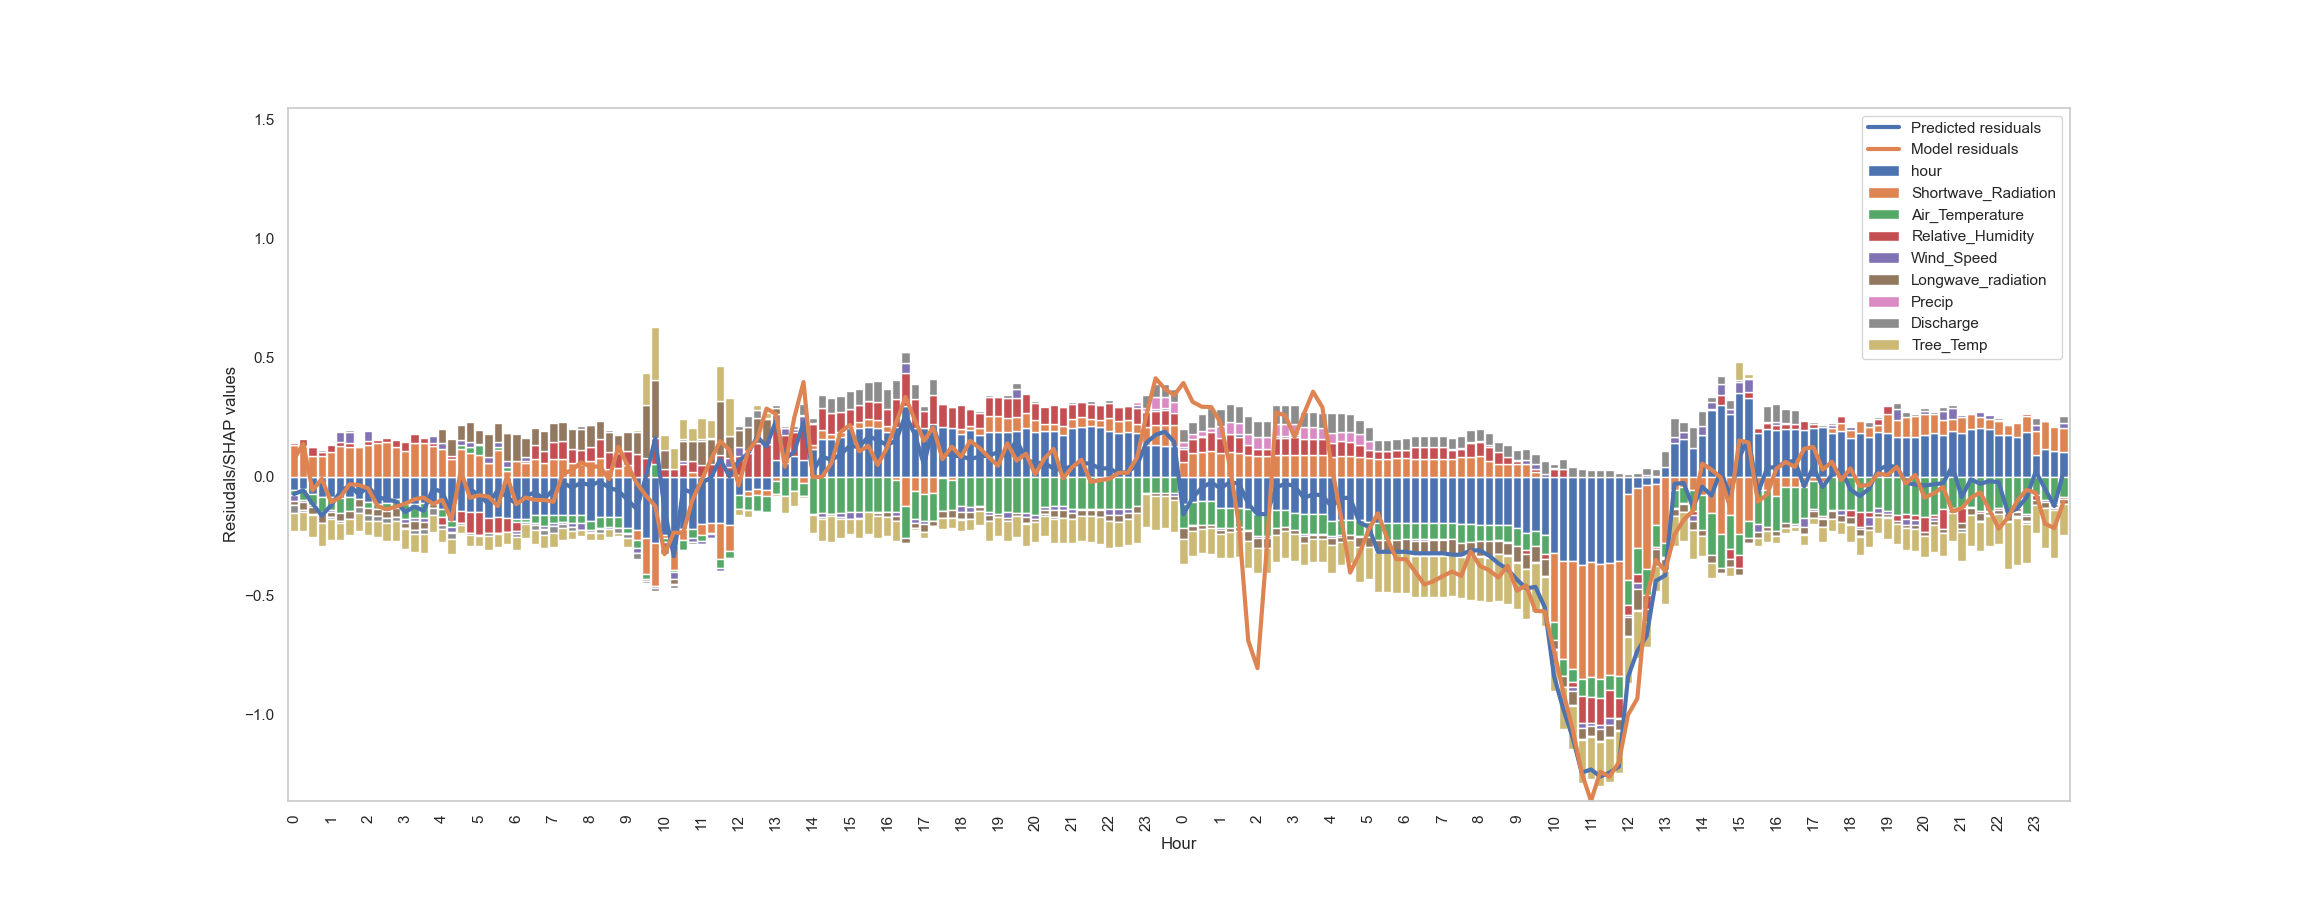 1.5
1.0
0.5
0.0
−0.5
−1.0
Resiudals/SHAP values
Predicted residuals
Model residuals
hour
Shortwave_Radiation
Air_Temperature
Relative_Humidity
Wind_Speed
Longwave_radiation
Precip
Discharge
Tree_Temp
0 1 2 3 4 5 6 7 8 9 10 11 12 13 14 15 16 17 18 19 20 21 22 23 0 1 2 3 4 5 6 7 8 9 10 11 12 13 14 15 16 17 18 19 20 21 22 23
Hour